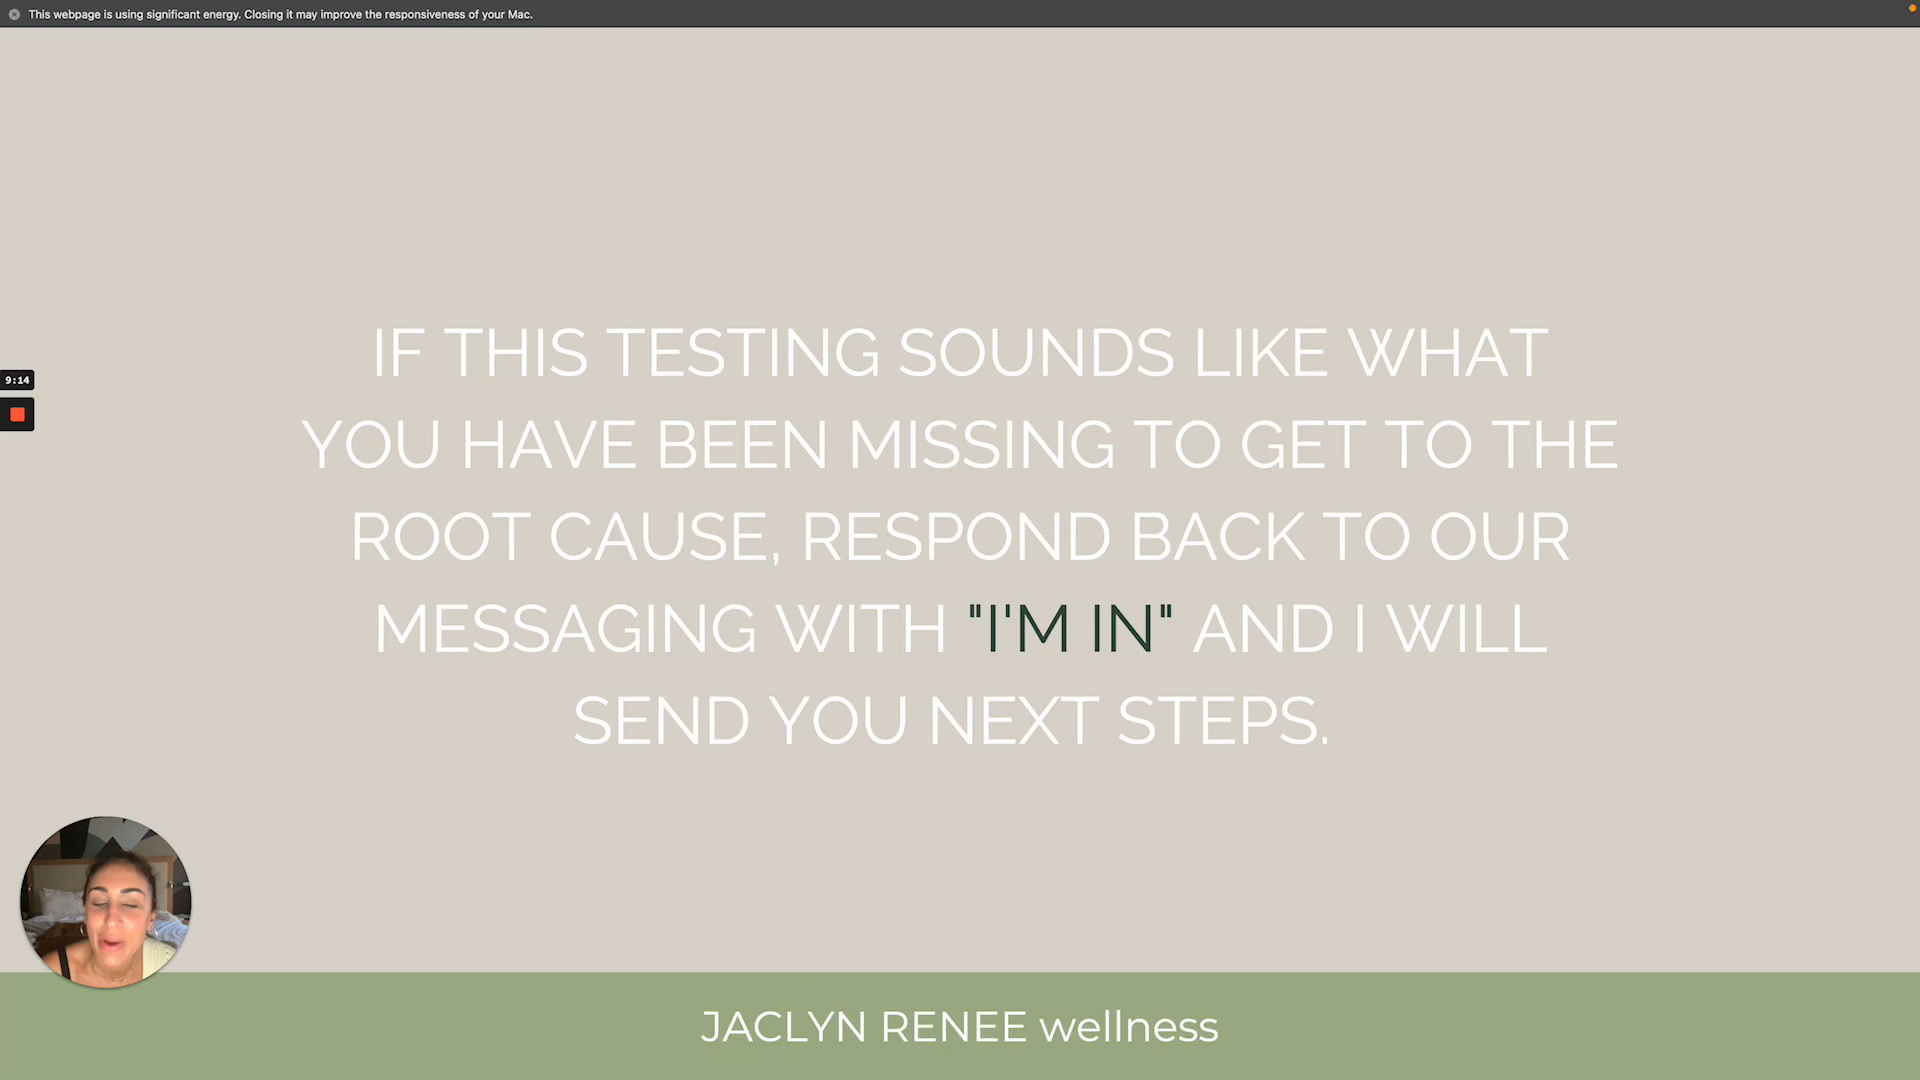 This webpage is using significant energy. Closing it may improve the responsiveness of your Mac.
IF THIS TESTING SOUNDS LIKE WHAT
YOU HAVE BEEN MISSING TO GET TO THE
9:14
ROOT CAUSE, RESPOND BACK TO OUR
MESSAGING WITH "I'M IN" AND I WILL
SEND YOU NEXT STEPS.
JACLYN RENEE wellness